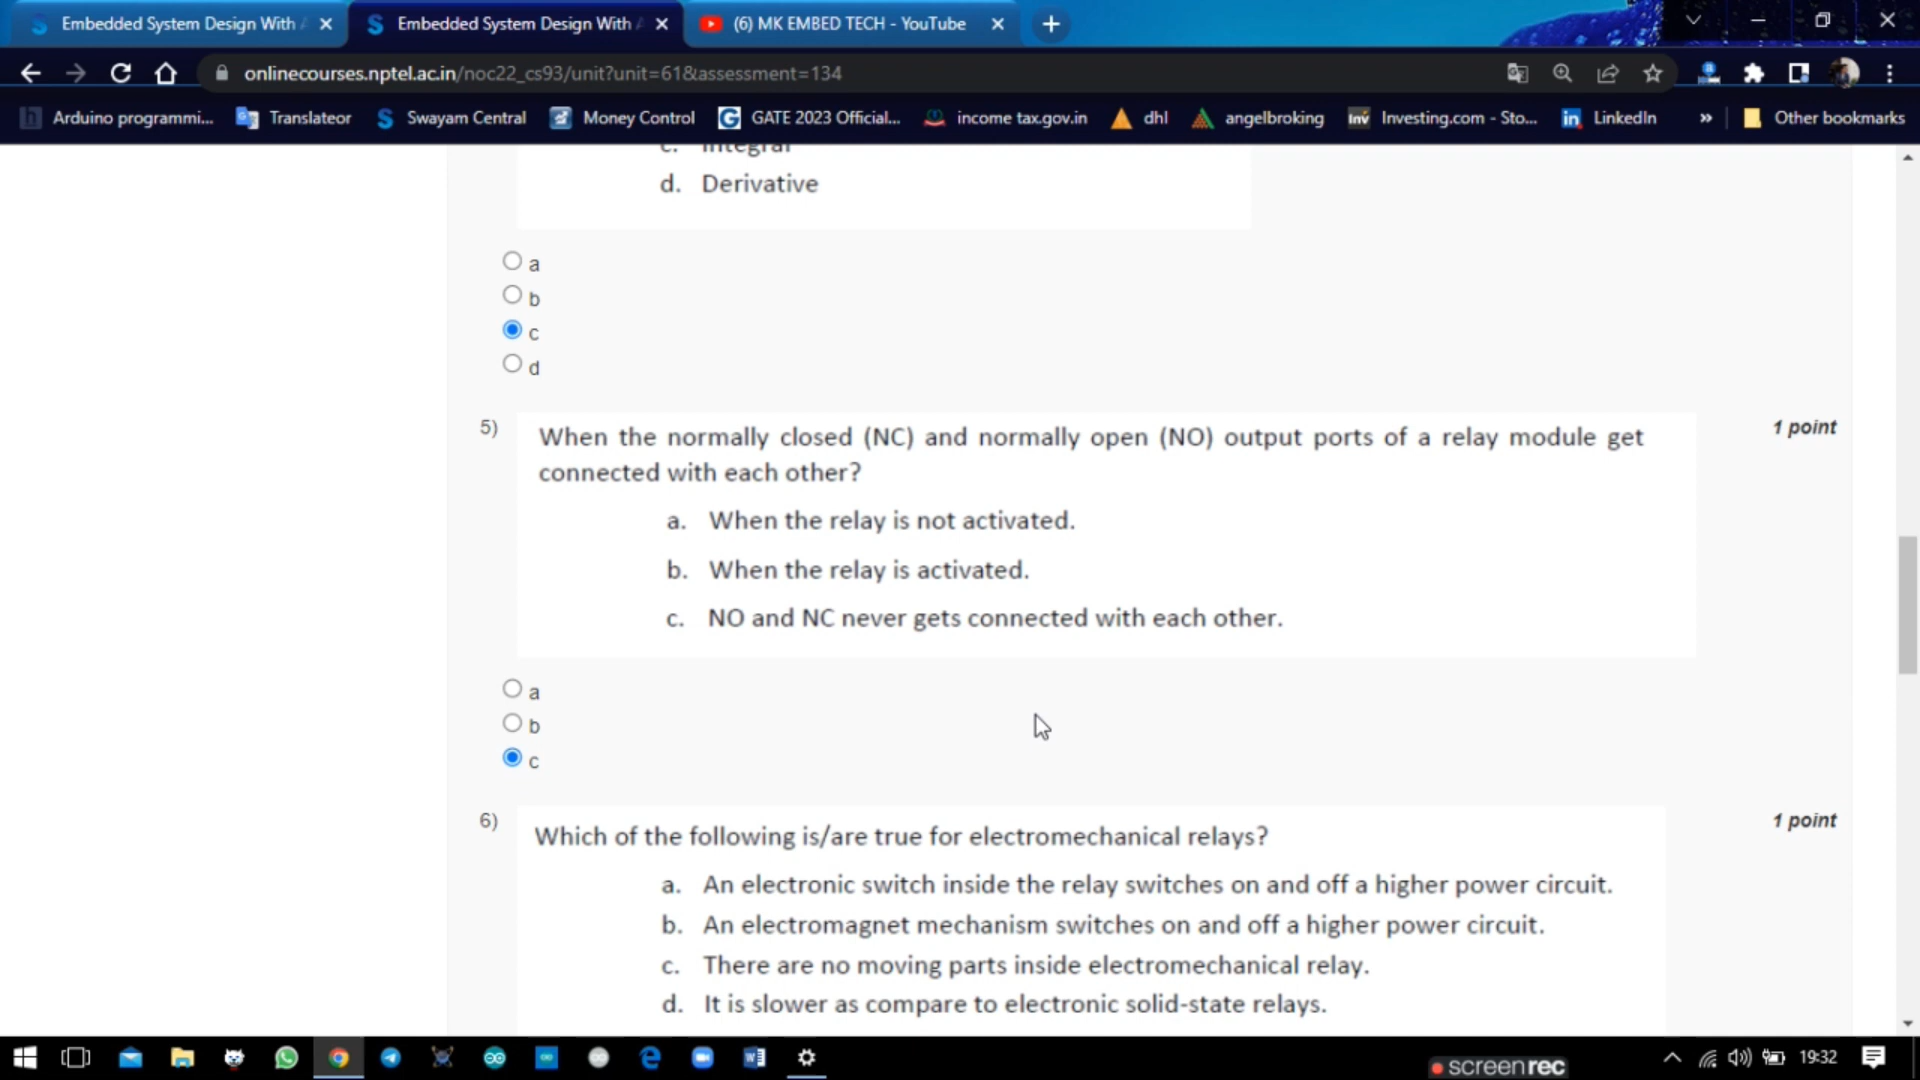 Embedded System Design With
Embedded System Design With
(6) MK EMBED TECH - YouTube
onlinecourses.nptel.ac.in/noc22_cs93/unit?unit=61&assessment=134
Arduino programmi...
Translateor
Swayam Central
Money Control
GATE 2023 Official...
income tax.gov.in
dhl
angelbroking
Investing.com - Sto...
LinkedIn
»
Other bookmarks
c. Integral
d. Derivative
a
b
c
d
5)
When the normally closed (NC) and normally open (NO) output ports of a relay module get
connected with each other?
1 point
a. When the relay is not activated.
b. When the relay is activated.
c. NO and NC never gets connected with each other.
a
b
c
6)
Which of the following is/are true for electromechanical relays?
1 point
a. An electronic switch inside the relay switches on and off a higher power circuit.
b. An electromagnet mechanism switches on and off a higher power circuit.
c. There are no moving parts inside electromechanical relay.
d. It is slower as compare to electronic solid-state relays.
screenrec
19:32